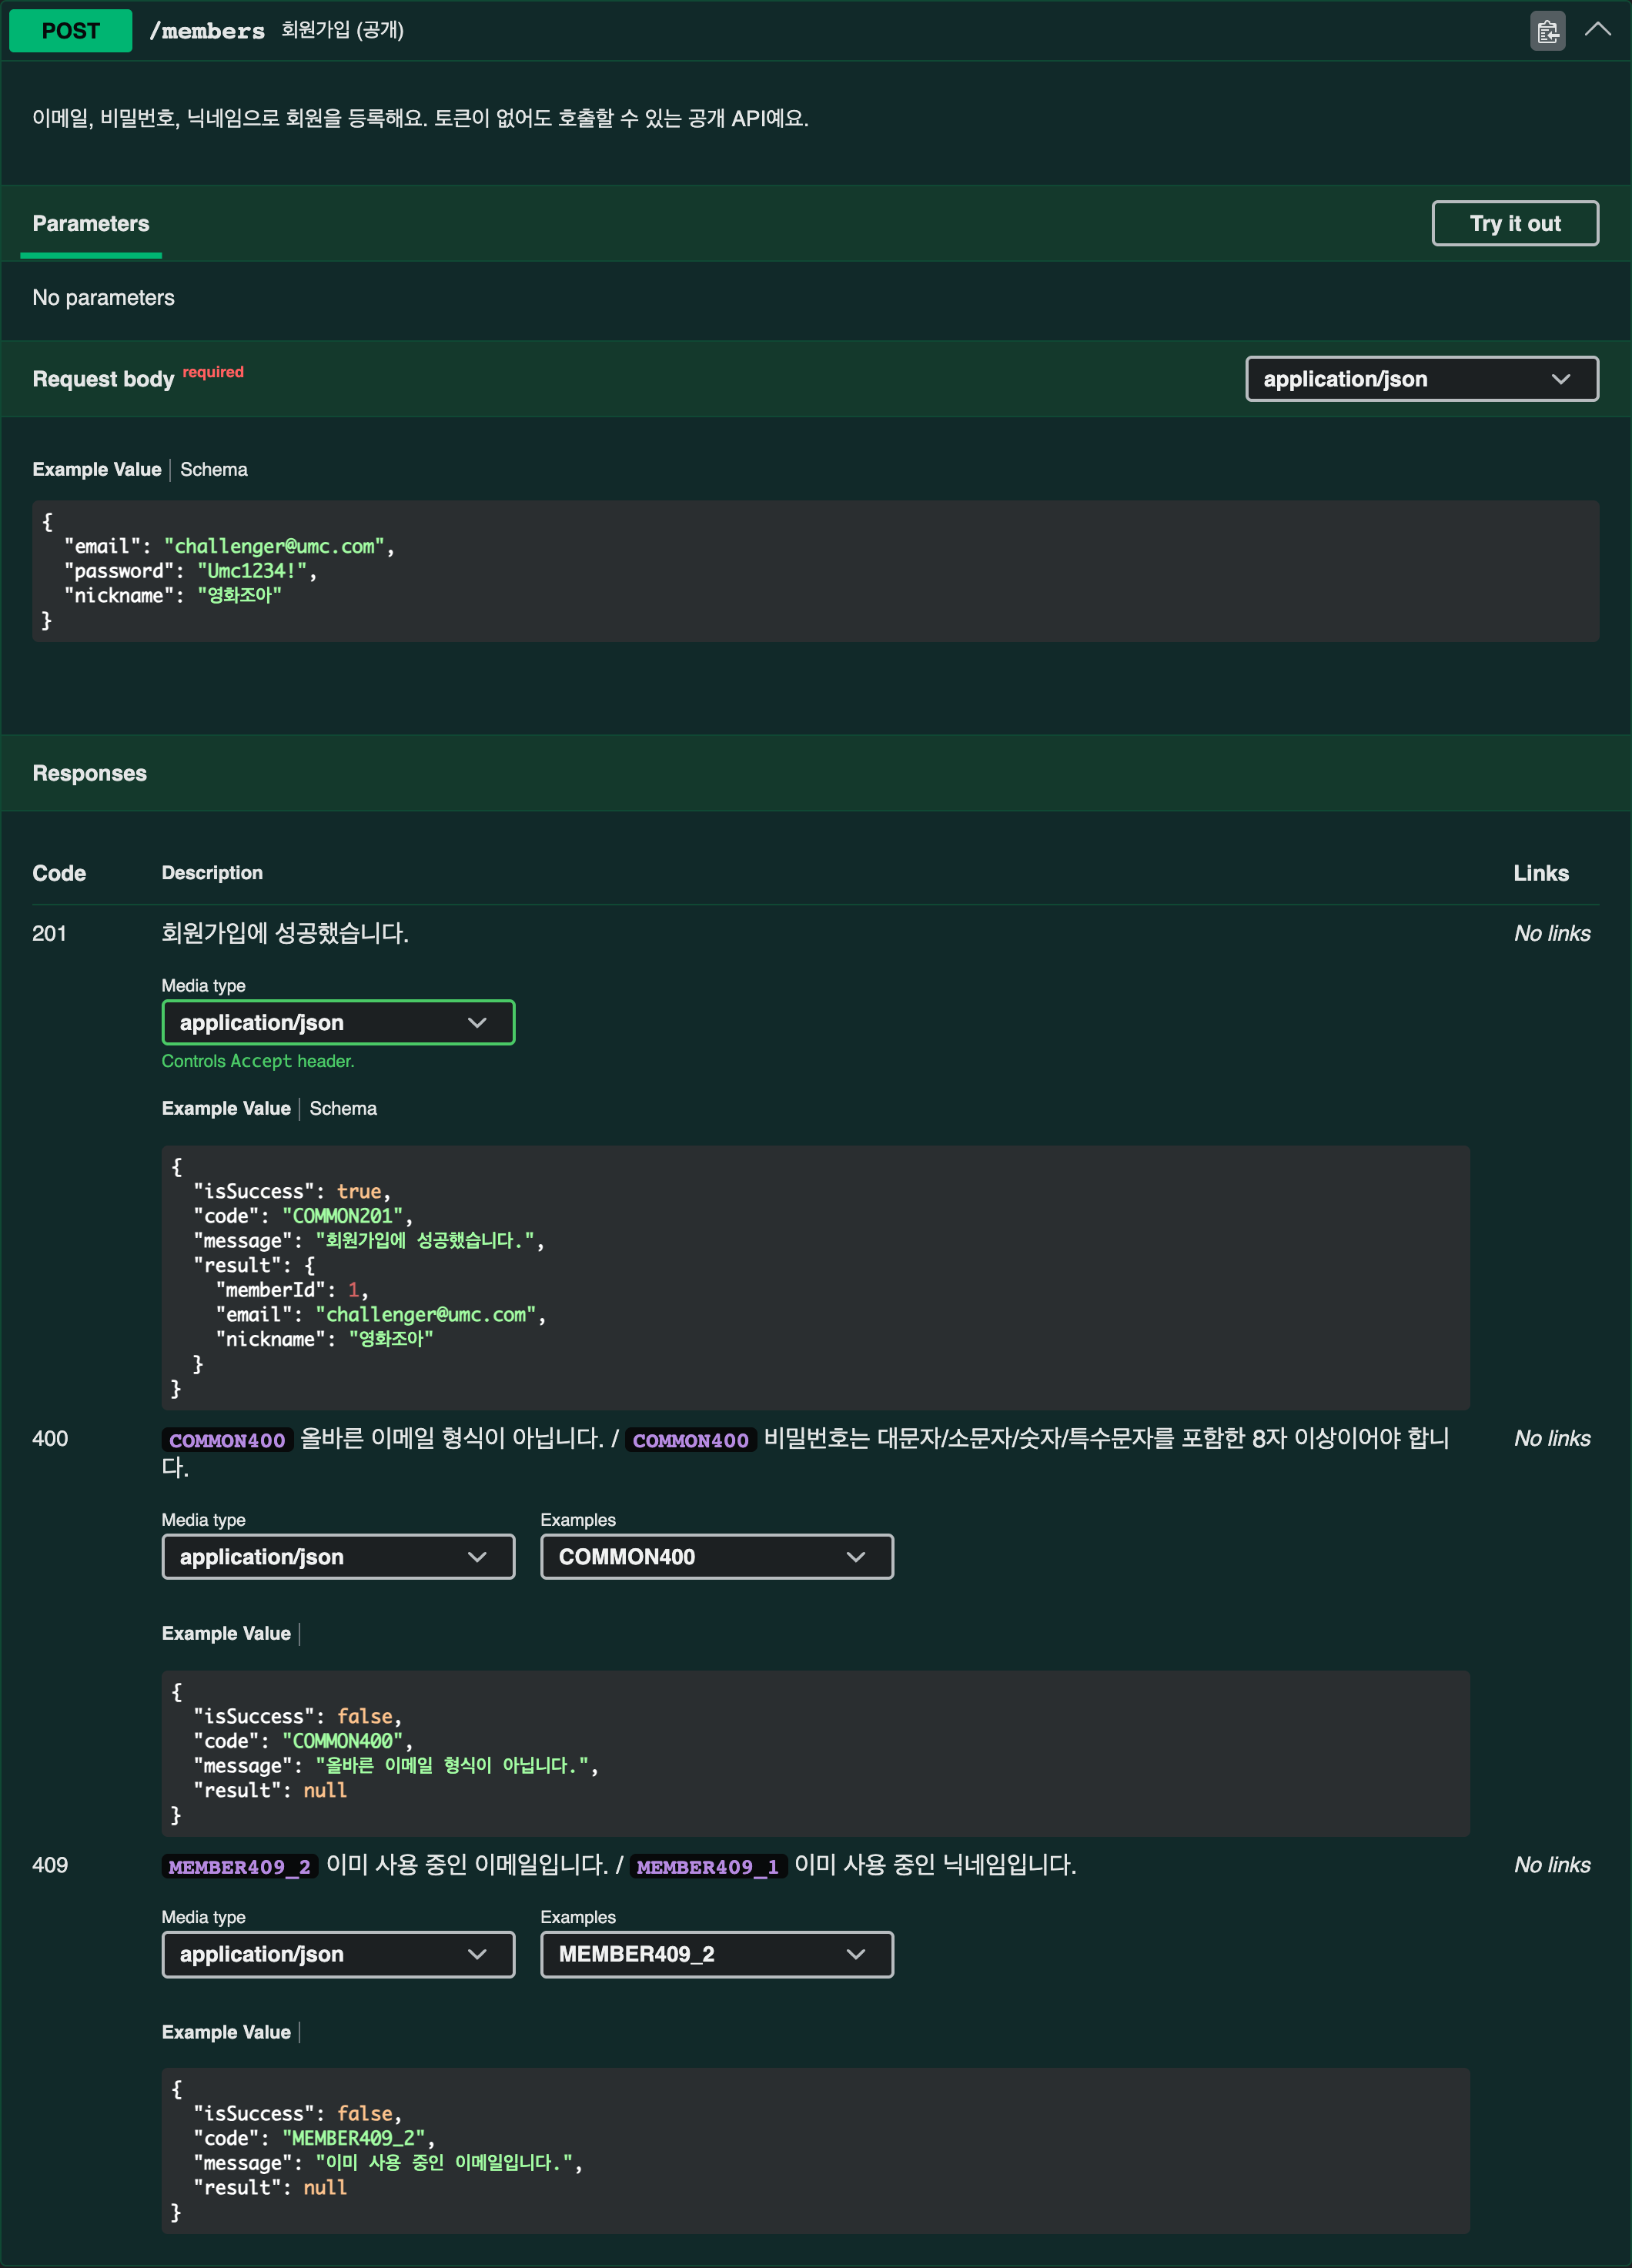 POST /members 회원가입 (공개)
이메일, 비밀번호, 닉네임으로 회원을 등록해요. 토큰이 없어도 호출할 수 있는 공개 API예요.
Parameters
Try it out
No parameters
Request body required
application/json
Example Value | Schema
{
  "email": "challenger@umc.com",
  "password": "Umc1234!",
  "nickname": "영화조아"
}
Responses
Code Description Links
201 회원가입에 성공했습니다. No links
Media type
application/json
Controls Accept header.
Example Value | Schema
{
  "isSuccess": true,
  "code": "COMMON201",
  "message": "회원가입에 성공했습니다.",
  "result": {
    "memberId": 1,
    "email": "challenger@umc.com",
    "nickname": "영화조아"
  }
}
400 COMMON400 올바른 이메일 형식이 아닙니다. / COMMON400 비밀번호는 대문자/소문자/숫자/특수문자를 포함한 8자 이상이어야 합니 No links
다.
Media type Examples
application/json COMMON400
Example Value |
{
  "isSuccess": false,
  "code": "COMMON400",
  "message": "올바른 이메일 형식이 아닙니다.",
  "result": null
}
409 MEMBER409_2 이미 사용 중인 이메일입니다. / MEMBER409_1 이미 사용 중인 닉네임입니다. No links
Media type Examples
application/json MEMBER409_2
Example Value |
{
  "isSuccess": false,
  "code": "MEMBER409_2",
  "message": "이미 사용 중인 이메일입니다.",
  "result": null
}